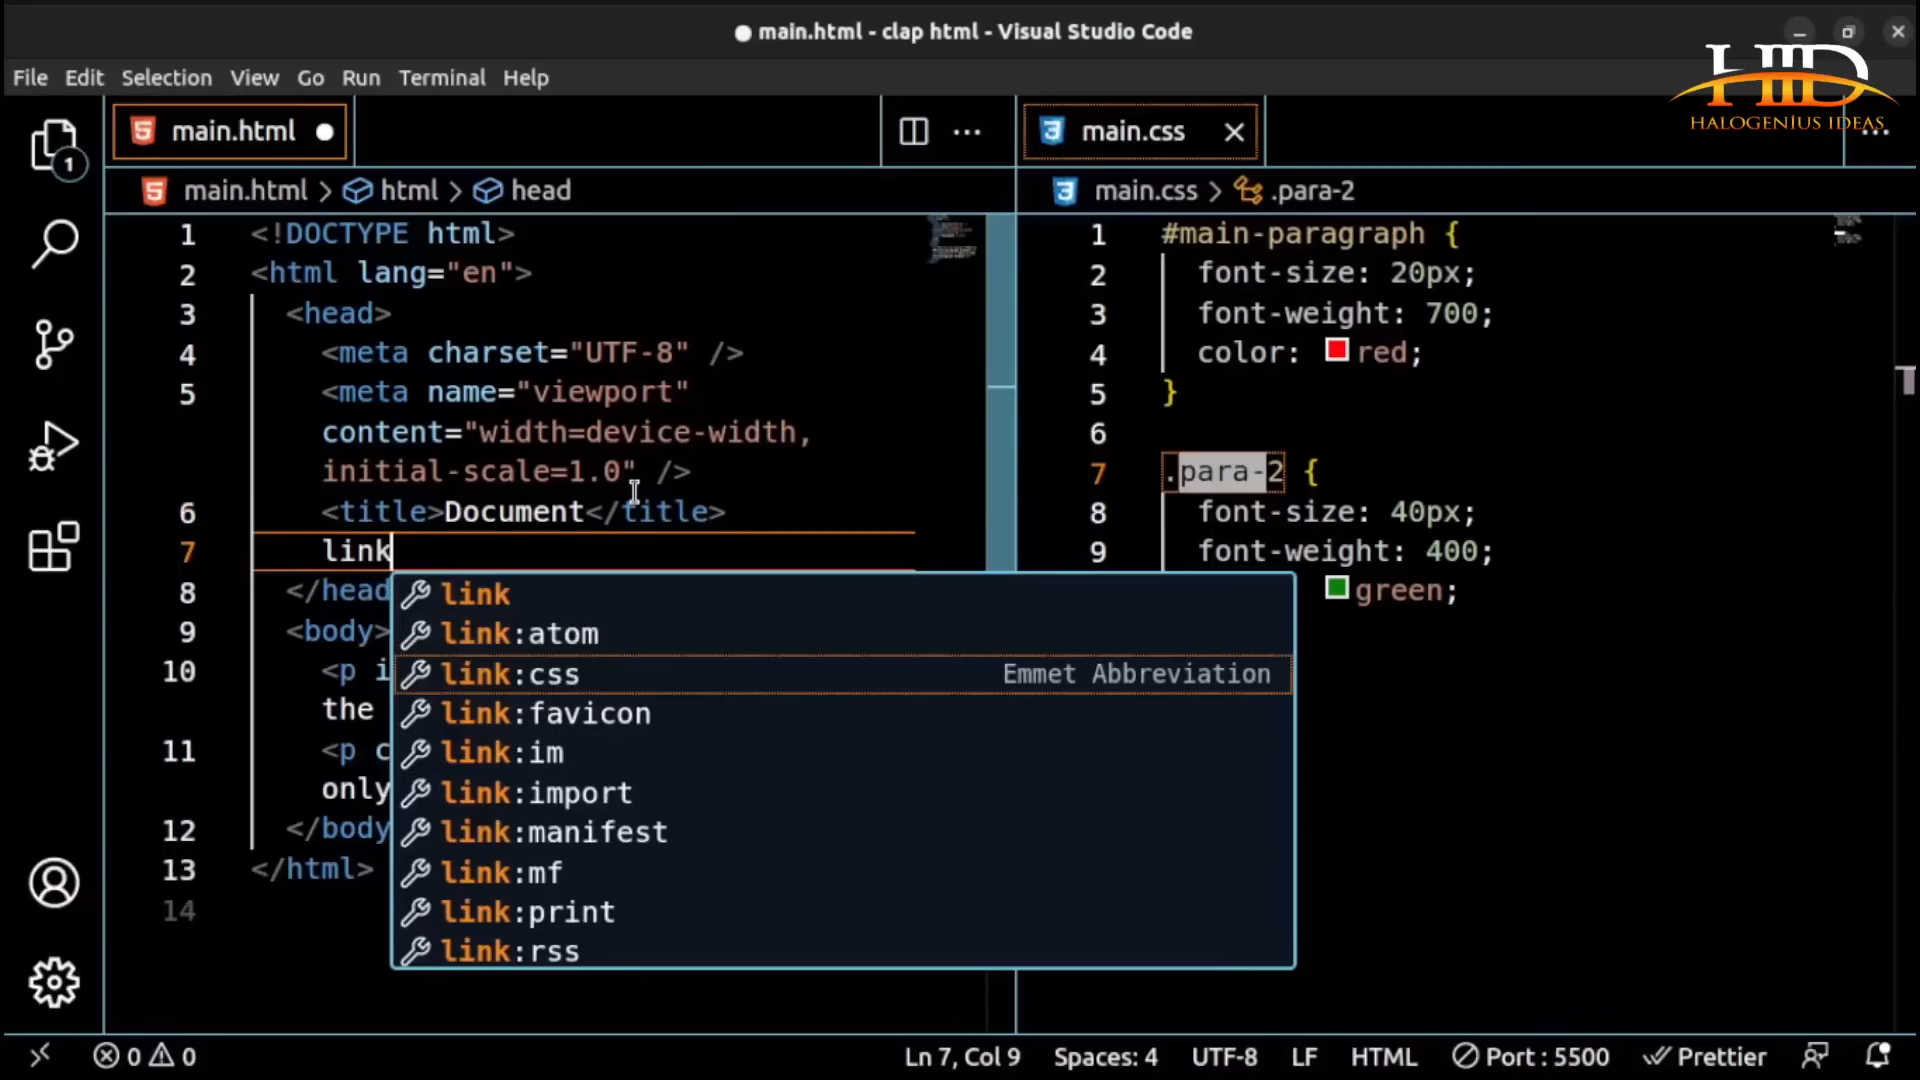 main.html - clap html - Visual Studio Code
File Edit Selection View Go Run Terminal Help
HID
HALOGENİUS IDEAS
1
main.html
main.css
main.html > html > head
main.css > .para-2
1 <!DOCTYPE html>
2 <html lang="en">
3 <head>
4 <meta charset="UTF-8" />
5 <meta name="viewport"
content="width=device-width,
initial-scale=1.0" />
6 <title>Document</title>
7 link
8 </head
9 <body>
10 <p i
the
11 <p c
only
12 </body
13 </html>
14
link
link:atom
link:css Emmet Abbreviation
link:favicon
link:im
link:import
link:manifest
link:mf
link:print
link:rss
1 #main-paragraph {
2 font-size: 20px;
3 font-weight: 700;
4 color: red;
5 }
6
7 .para-2 {
8 font-size: 40px;
9 font-weight: 400;
green;
0 0 Ln 7, Col 9 Spaces: 4 UTF-8 LF HTML Port : 5500 Prettier